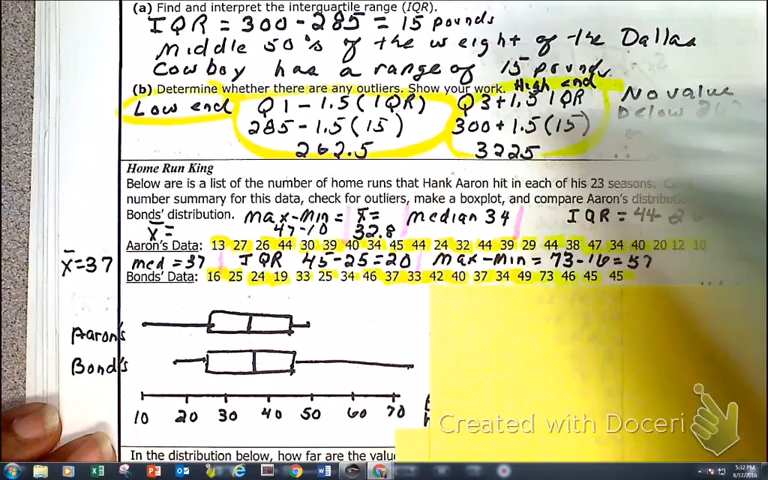 (a) Find and interpret the interquartile range (IQR).
IQR = 300 - 285 = 15 pounds
Middle 50% of the weight of the Dallas
Cowboy has a range of 15 pounds.
(b) Determine whether there are any outliers. Show your work. High end
Low end Q1 - 1.5(IQR) Q3 + 1.5 IQR No value
285 - 1.5(15) 300 + 1.5(15) below
262.5 322.5
Home Run King
Below are is a list of the number of home runs that Hank Aaron hit in each of his 23 seasons.
number summary for this data, check for outliers, make a boxplot, and compare Aaron's
Bonds' distribution. max-min = x̄= median 34 IQR = 44-
x̄= 47-10 32.8
Aaron's Data: 13 27 26 44 30 39 40 34 45 44 24 32 44 39 29 44 38 47 34 40 20 12 10
x̄=37 med = 37 IQR 45-25=20 max-min = 73-16=57
Bonds' Data: 16 25 24 19 33 25 34 46 37 33 42 40 37 34 49 73 46 45 45
Aaron's
Bond's
10 20 30 40 50 60 70
Created with Doceri
In the distribution below, how far are the
5:32 PM
8/17/2016